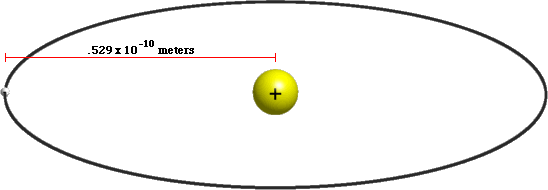 .529 x 10⁻¹⁰ meters
+